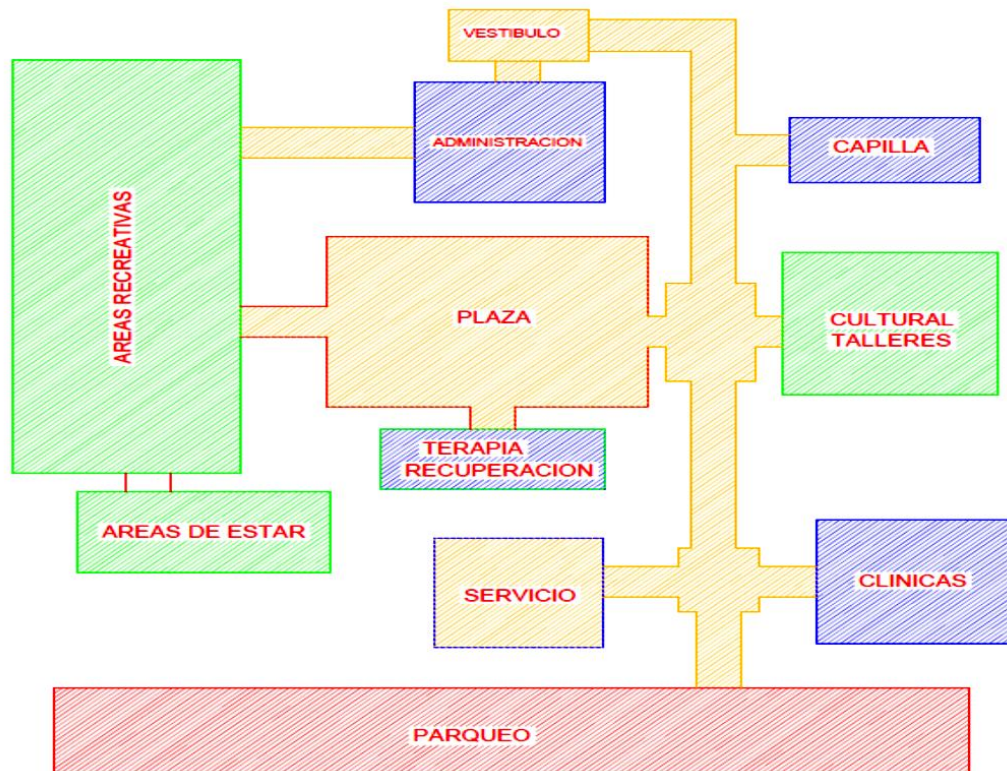 VESTIBULO
ADMINISTRACION
CAPILLA
AREAS RECREATIVAS
PLAZA
CULTURAL
TALLERES
TERAPIA
RECUPERACION
AREAS DE ESTAR
SERVICIO
CLINICAS
PARQUEO